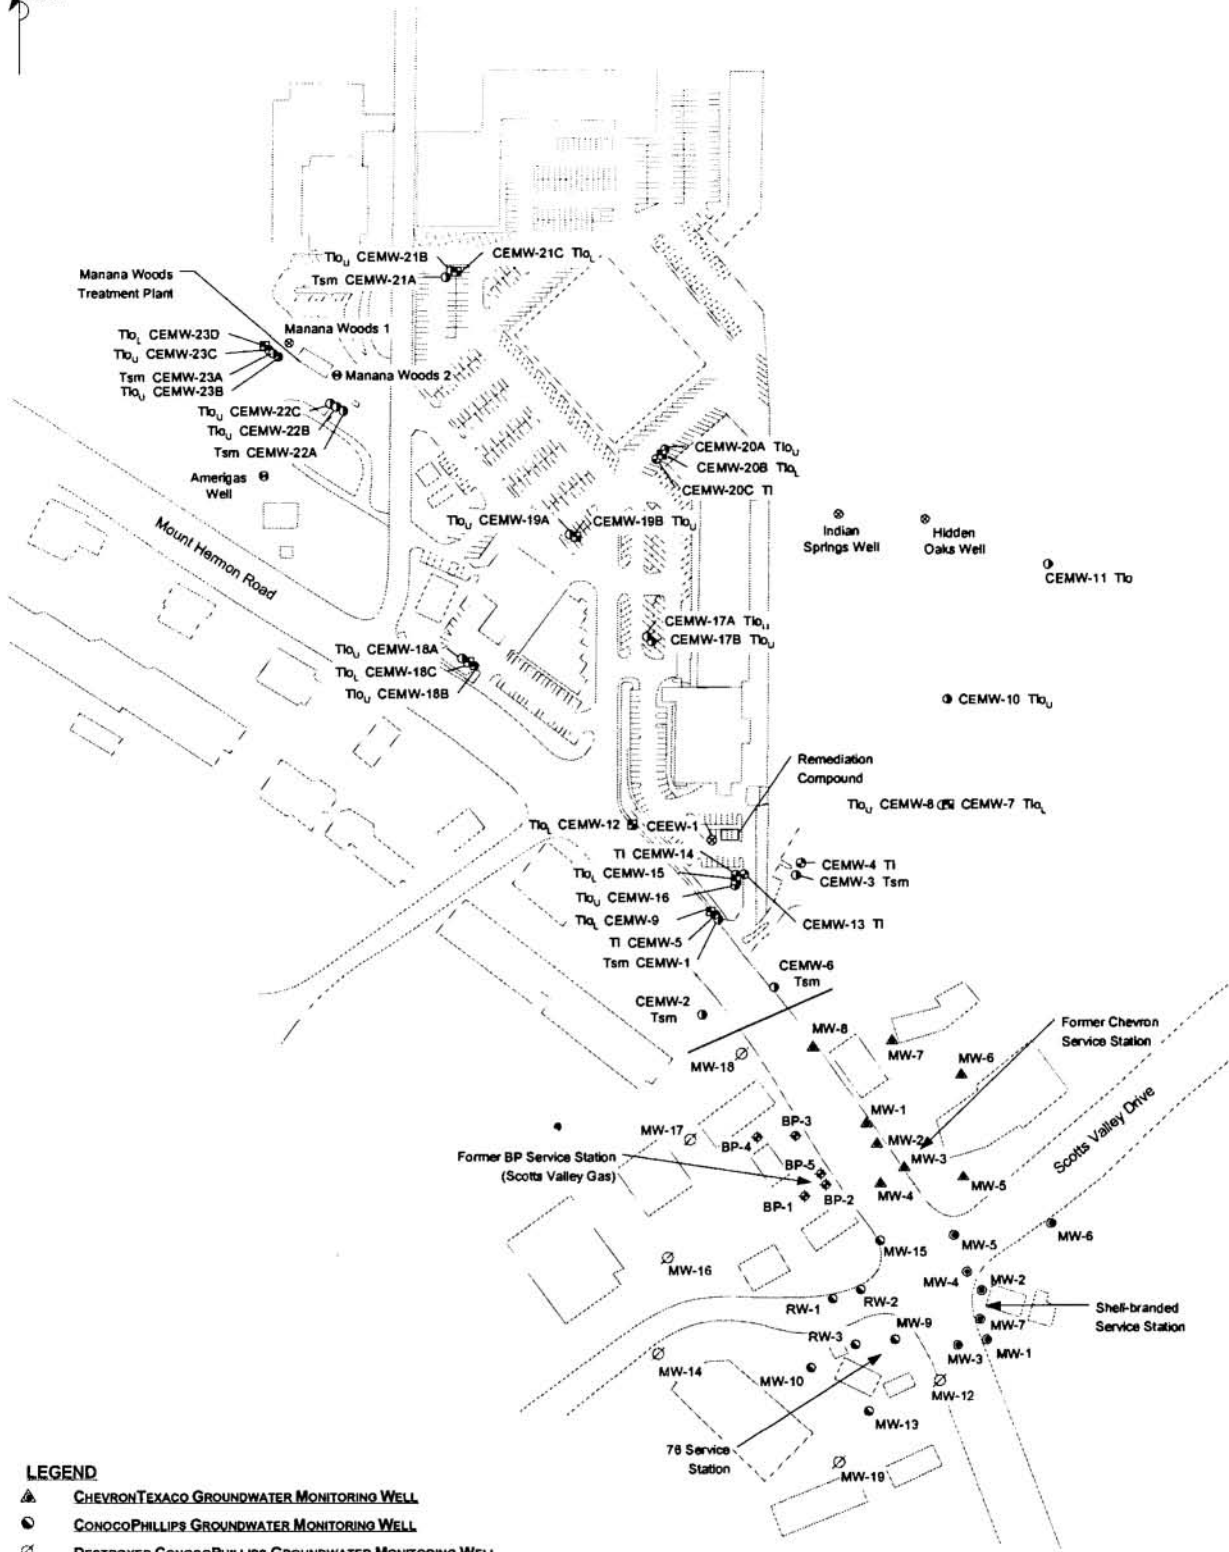 Tlo_U CEMW-21B
CEMW-21C Tlo_L
Tsm CEMW-21A
Manana Woods
Treatment Plant
Manana Woods 1
Tlo_L CEMW-23D
Tlo_U CEMW-23C
Tsm CEMW-23A
Tlo_U CEMW-23B
Manana Woods 2
Tlo_U CEMW-22C
Tlo_U CEMW-22B
Tsm CEMW-22A
CEMW-20A Tlo_U
CEMW-20B Tlo_L
CEMW-20C Tl
Amerigas
Well
Tlo_U CEMW-19A
CEMW-19B Tlo_U
Indian
Springs Well
Hidden
Oaks Well
CEMW-11 Tlo
Mount Hermon Road
CEMW-17A Tlo_U
CEMW-17B Tlo_U
Tlo_U CEMW-18A
Tlo_L CEMW-18C
Tlo_U CEMW-18B
CEMW-10 Tlo_U
Remediation
Compound
Tlo_U CEMW-8
CEMW-7 Tlo_L
Tlo_L CEMW-12
CEEW-1
Tl CEMW-14
Tlo_L CEMW-15
Tlo_U CEMW-16
CEMW-4 Tl
CEMW-3 Tsm
Tlo_L CEMW-9
CEMW-13 Tl
Tl CEMW-5
Tsm CEMW-1
CEMW-6
Tsm
CEMW-2
Tsm
MW-8
MW-7
Former Chevron
Service Station
MW-6
MW-18
MW-1
MW-17
BP-3
BP-4
MW-2
MW-3
Scotts Valley Drive
Former BP Service Station
(Scotts Valley Gas)
BP-5
BP-1
BP-2
MW-4
MW-5
MW-15
MW-5
MW-6
MW-16
MW-4
MW-2
RW-1
RW-2
Shell-branded
Service Station
MW-7
MW-9
RW-3
MW-3
MW-1
MW-14
MW-10
MW-12
MW-13
76 Service
Station
MW-19
LEGEND
CHEVRONTEXACO GROUNDWATER MONITORING WELL
CONOCOPHILLIPS GROUNDWATER MONITORING WELL
DESTROYED CONOCOPHILLIPS GROUNDWATER MONITORING WELL